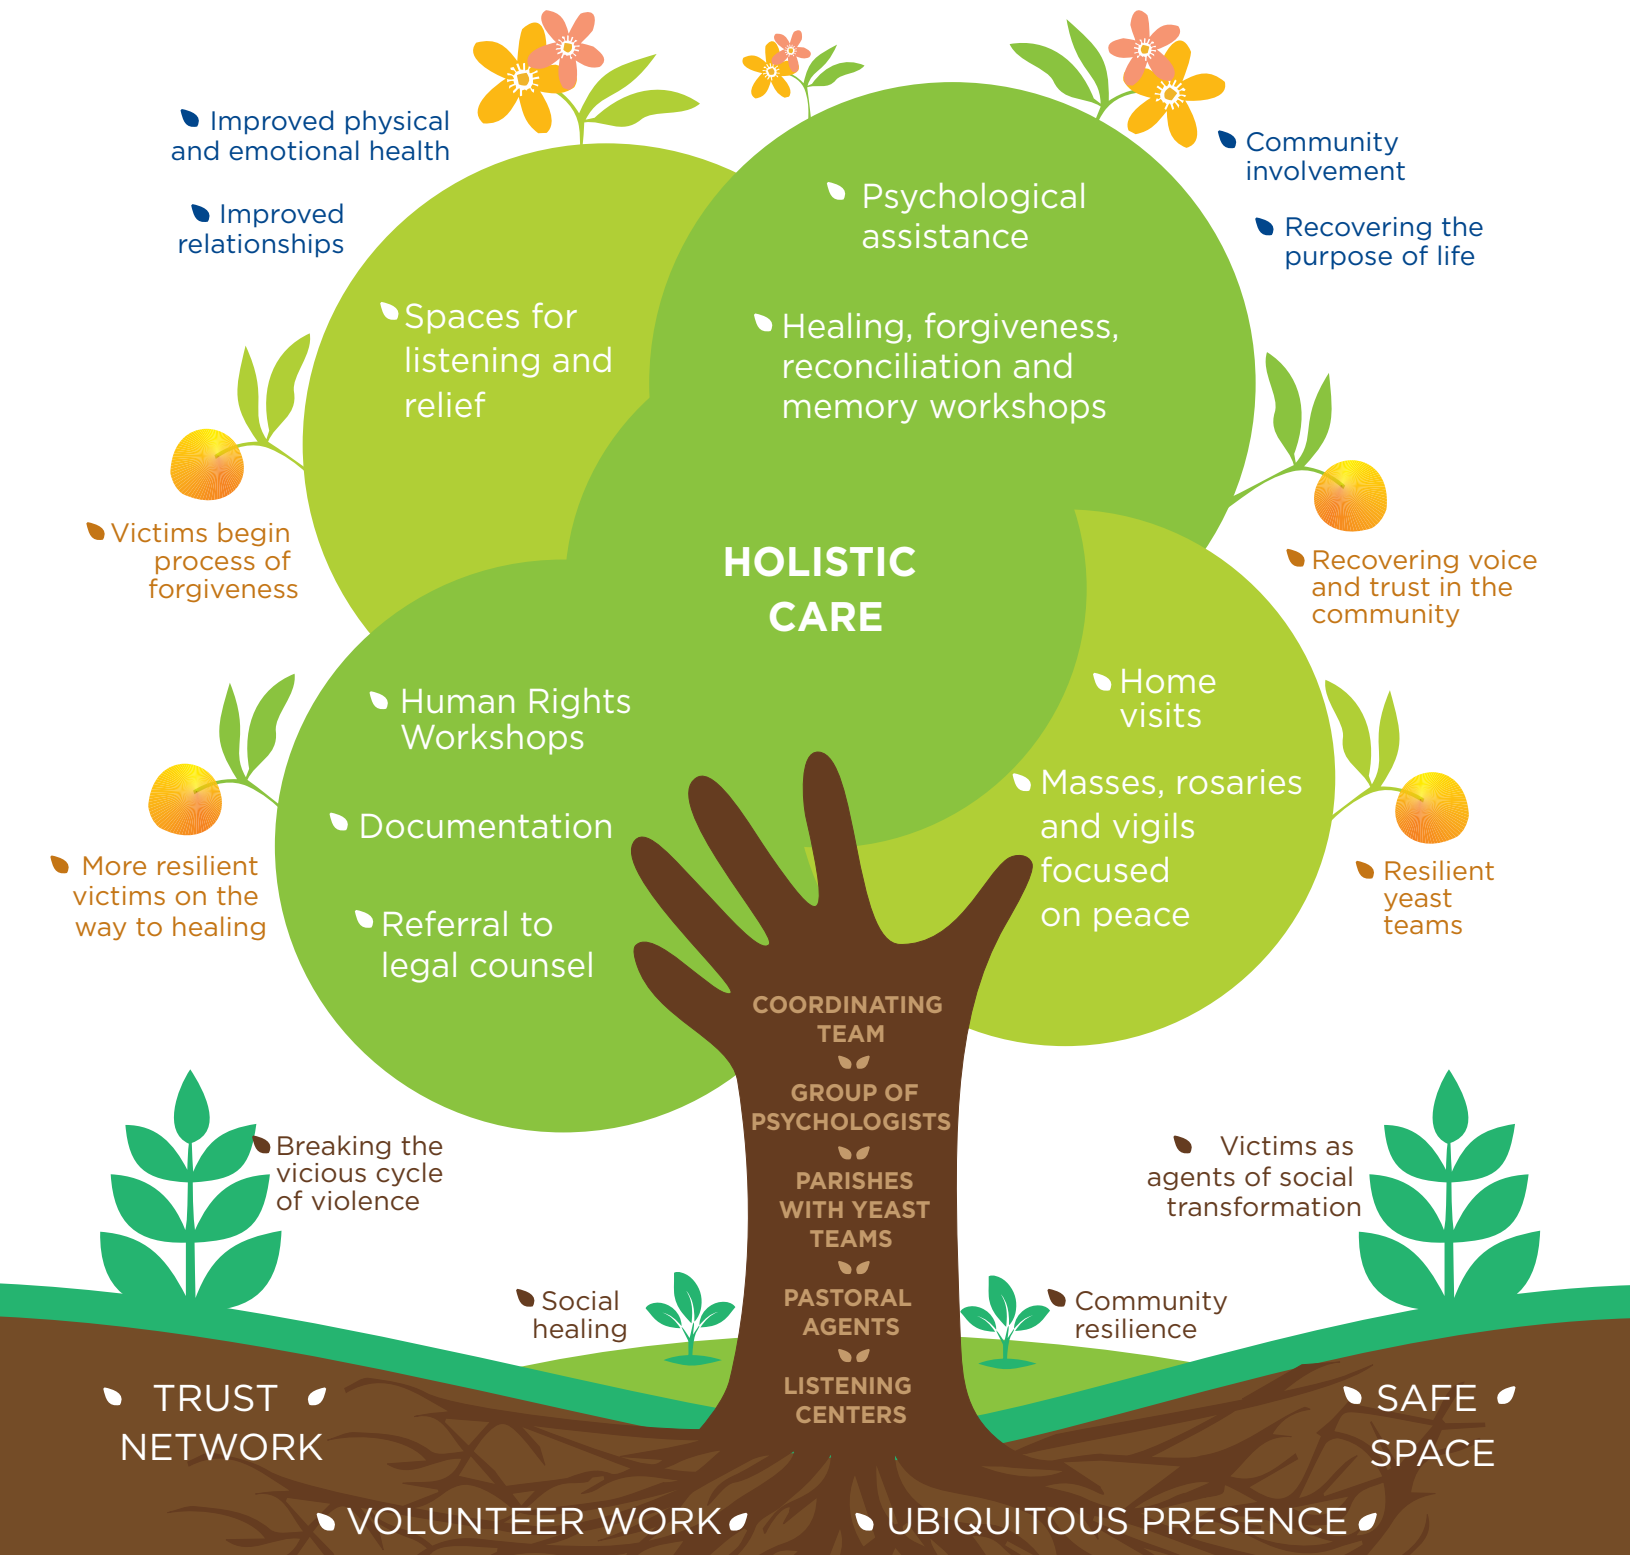 Improved physical
and emotional health
Improved
relationships
Community
involvement
Recovering the
purpose of life
Psychological
assistance
Spaces for
listening and
relief
Healing, forgiveness,
reconciliation and
memory workshops
Victims begin
process of
forgiveness
HOLISTIC
CARE
Recovering voice
and trust in the
community
Human Rights
Workshops
Documentation
Referral to
legal counsel
Home
visits
Masses, rosaries
and vigils
focused
on peace
More resilient
victims on the
way to healing
Resilient
yeast
teams
COORDINATING
TEAM
GROUP OF
PSYCHOLOGISTS
PARISHES
WITH YEAST
TEAMS
PASTORAL
AGENTS
LISTENING
CENTERS
Breaking the
vicious cycle
of violence
Victims as
agents of social
transformation
Social
healing
Community
resilience
TRUST
NETWORK
SAFE
SPACE
VOLUNTEER WORK
UBIQUITOUS PRESENCE